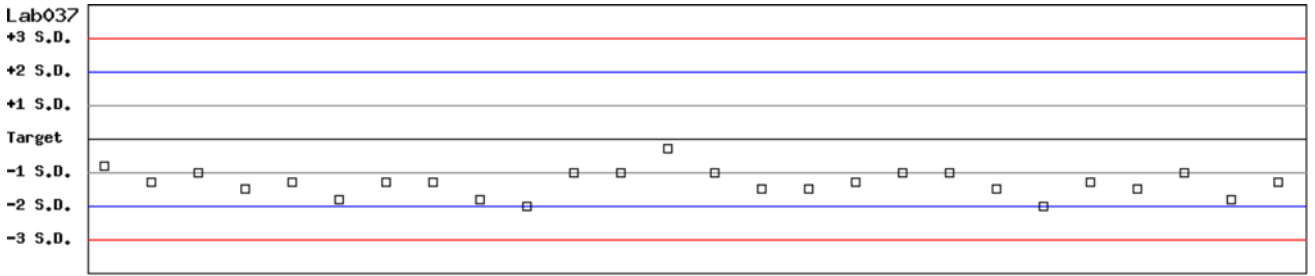 Lab037
+3 S.D.
+2 S.D.
+1 S.D.
Target
-1 S.D.
-2 S.D.
-3 S.D.